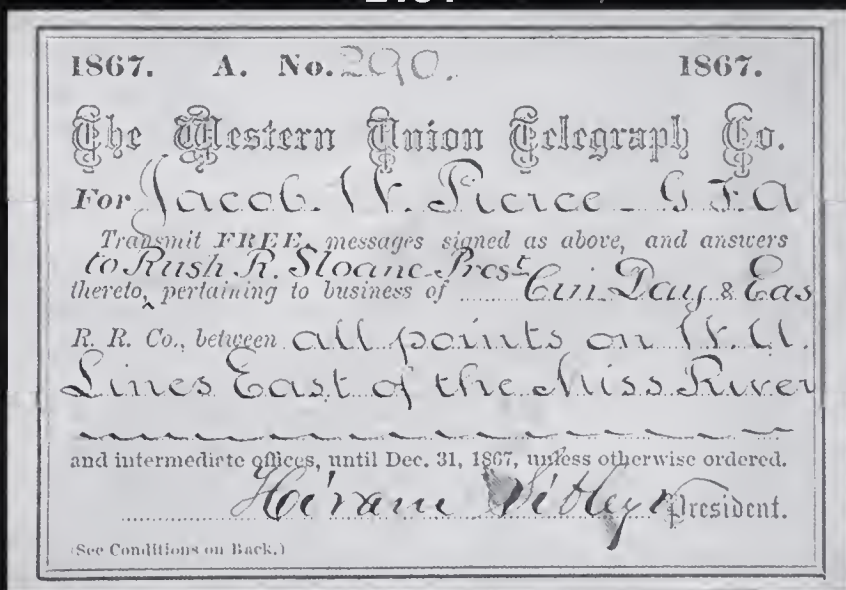 1867. A. No. 290. 1867.
The Western Union Telegraph Co.
For Jacob. W. Pierce - G F A
Transmit FREE, messages signed as above, and answers
to Rush R. Sloane Prest
thereto, ^ pertaining to business of Cin Day & Eas
R. R. Co., between all points on W. U.
Lines East of the Miss River
and intermediete offices, until Dec. 31, 1867, unless otherwise ordered.
Hiram Sibley President.
(See Conditions on Back.)